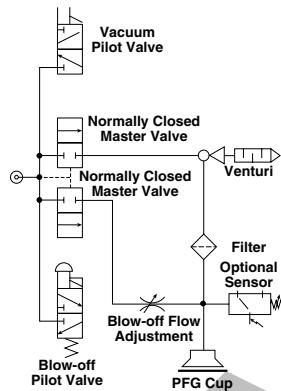 Vacuum
Pilot Valve
Normally Closed
Master Valve
Venturi
Normally Closed
Master Valve
Filter
Optional
Sensor
Blow-off Flow
Adjustment
Blow-off
Pilot Valve
PFG Cup